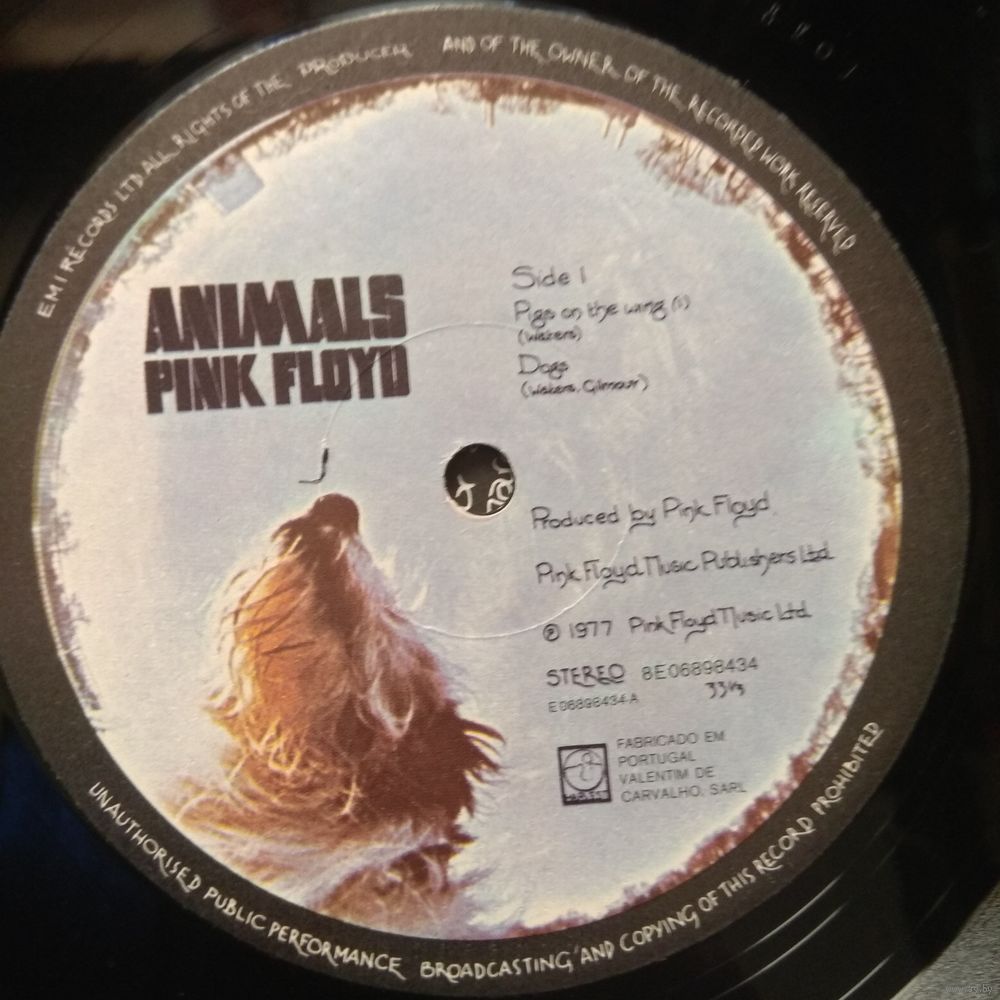 EMI RECORDS LTD ALL RIGHTS OF THE PRODUCER AND OF THE OWNER OF THE RECORDED WORK RESERVED
ANIMALS
PINK FLOYD
Side 1
Pigs on the wing (1)
(Waters)
Dogs
(Waters, Gilmour)
Produced by Pink Floyd.
Pink Floyd Music Publishers Ltd.
℗ 1977 Pink Floyd Music Ltd.
STEREO 8E06898434
E06898434-A 33⅓
HARVEST
FABRICADO EM
PORTUGAL
VALENTIM DE
CARVALHO, SARL
UNAUTHORISED PUBLIC PERFORMANCE BROADCASTING AND COPYING OF THIS RECORD PROHIBITED